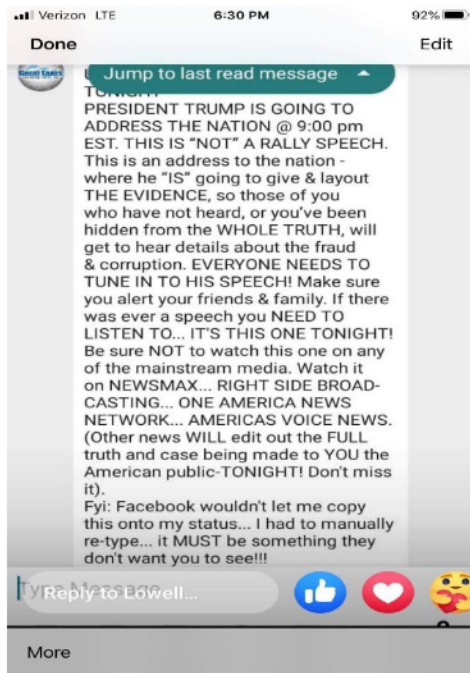 Verizon LTE 6:30 PM 92%
Done Edit
GREAT LAKES
Jump to last read message
TONIGHT
PRESIDENT TRUMP IS GOING TO
ADDRESS THE NATION @ 9:00 pm
EST. THIS IS "NOT" A RALLY SPEECH.
This is an address to the nation -
where he "IS" going to give & layout
THE EVIDENCE, so those of you
who have not heard, or you've been
hidden from the WHOLE TRUTH, will
get to hear details about the fraud
& corruption. EVERYONE NEEDS TO
TUNE IN TO HIS SPEECH! Make sure
you alert your friends & family. If there
was ever a speech you NEED TO
LISTEN TO... IT'S THIS ONE TONIGHT!
Be sure NOT to watch this one on any
of the mainstream media. Watch it
on NEWSMAX... RIGHT SIDE BROAD-
CASTING... ONE AMERICA NEWS
NETWORK... AMERICAS VOICE NEWS.
(Other news WILL edit out the FULL
truth and case being made to YOU the
American public-TONIGHT! Don't miss
it).
Fyi: Facebook wouldn't let me copy
this onto my status... I had to manually
re-type... it MUST be something they
don't want you to see!!!
Type Message
Reply to Lowell...
More